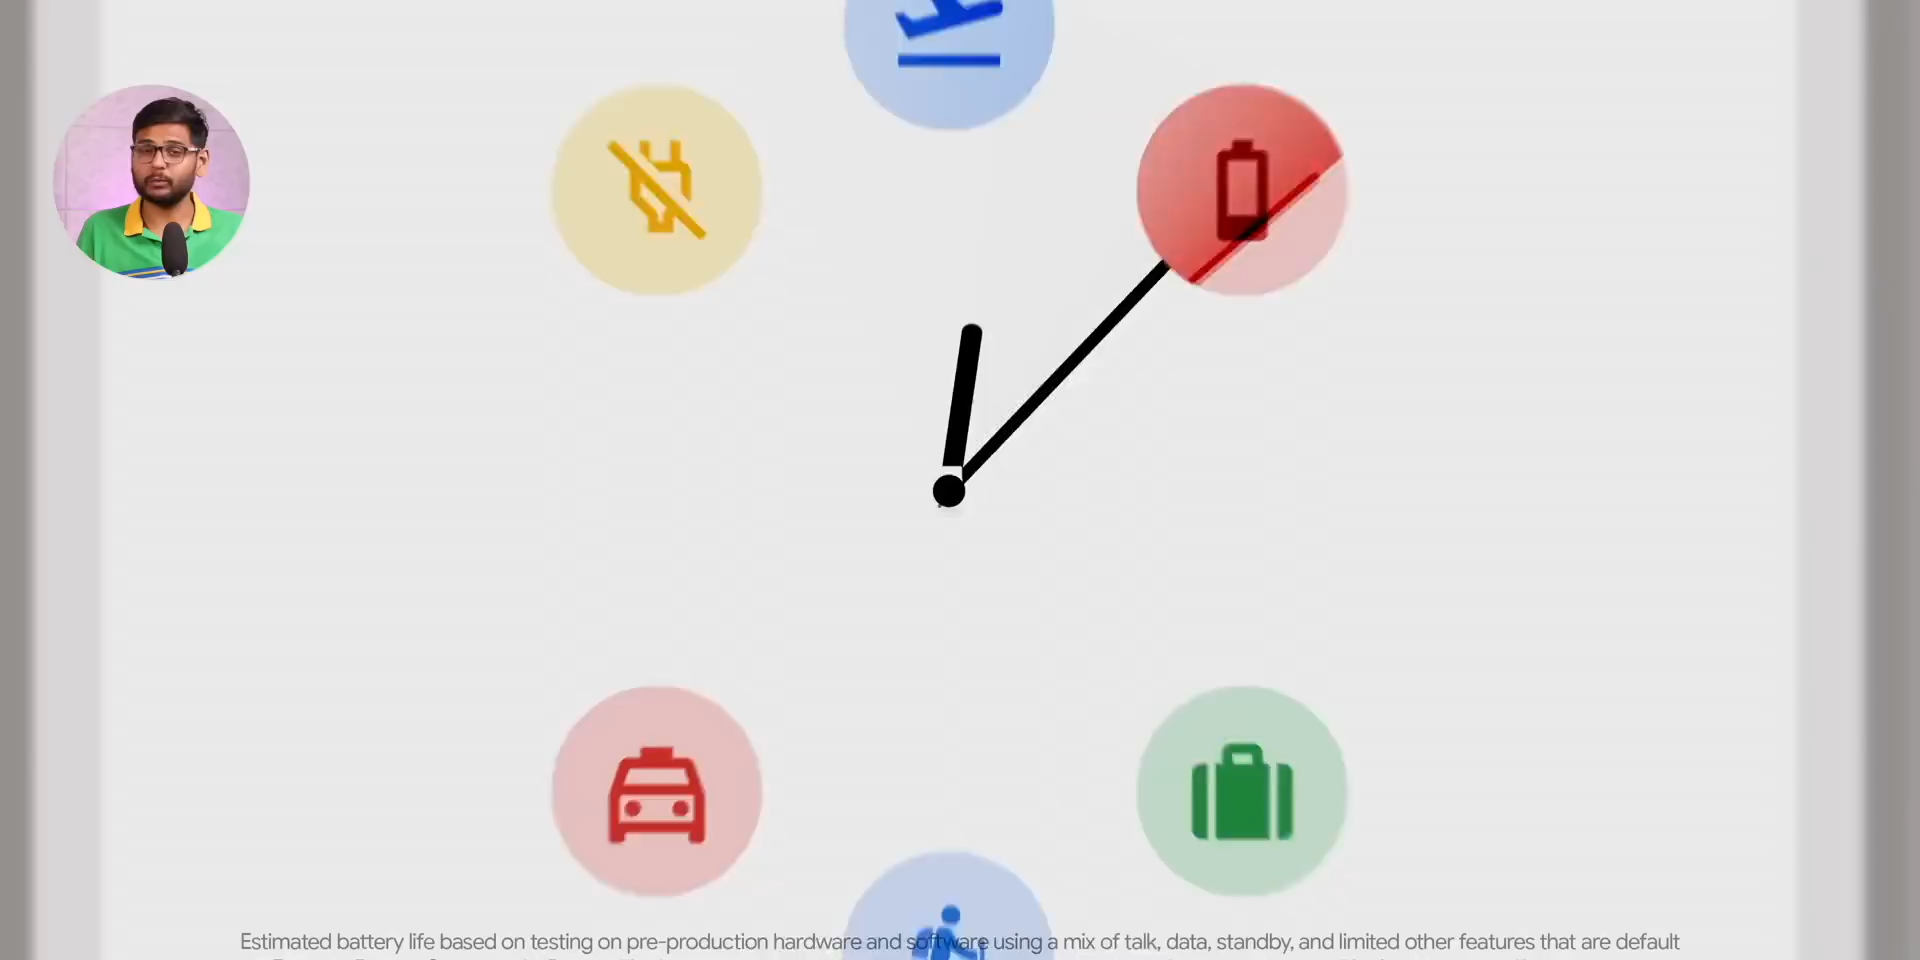 Estimated battery life based on testing on pre-production hardware and software using a mix of talk, data, standby, and limited other features that are default